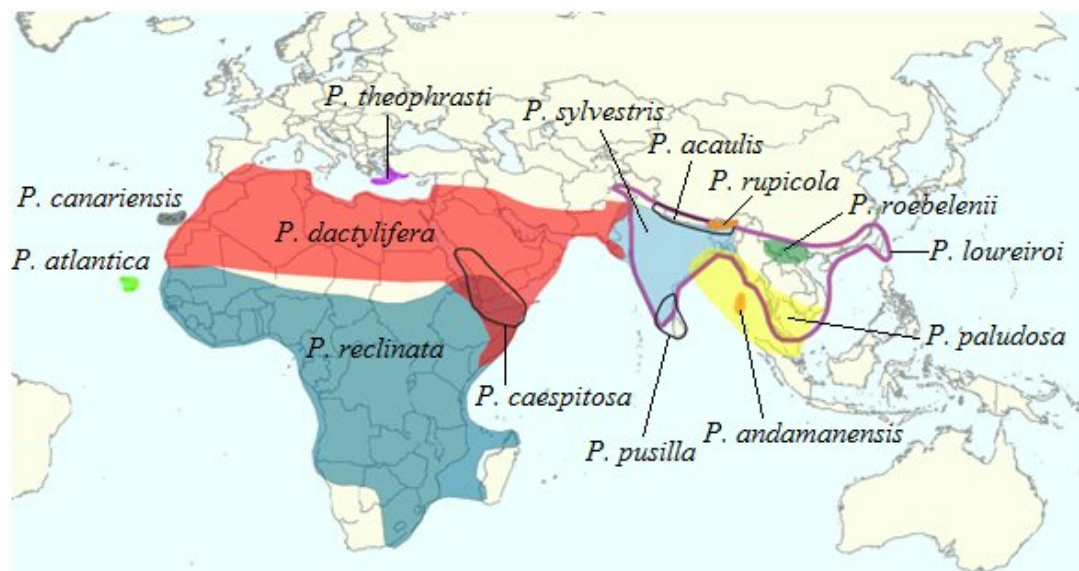 P. theophrasti
P. sylvestris
P. acaulis
P. rupicola
P. canariensis
P. roebelenii
P. dactylifera
P. loureiroi
P. atlantica
P. reclinata
P. paludosa
P. caespitosa
P. andamanensis
P. pusilla